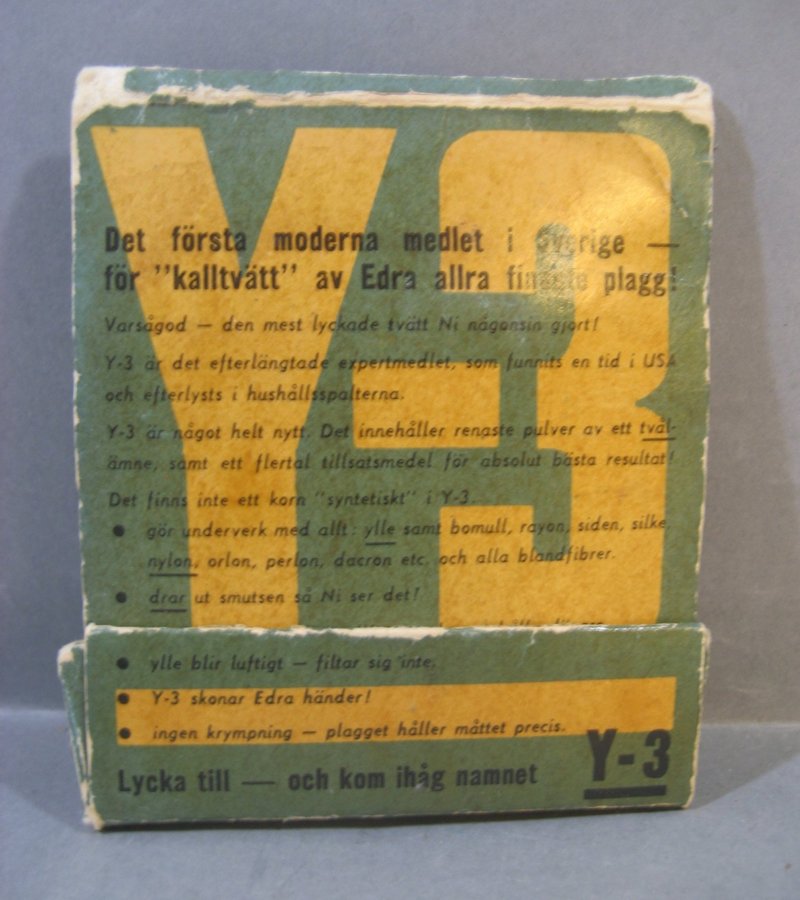 Y3
Det första moderna medlet i Sverige —
för "kalltvätt" av Edra allra finaste plagg!
Varsågod — den mest lyckade tvätt Ni någonsin gjort!
Y-3 är det efterlängtade expertmedlet, som funnits en tid i USA
och efterlysts i hushållsspalterna.
Y-3 är något helt nytt. Det innehåller renaste pulver av ett tvål-
ämne, samt ett flertal tillsatsmedel för absolut bästa resultat!
Det finns inte ett korn "syntetiskt" i Y-3.
● gör underverk med allt: ylle samt bomull, rayon, siden, silke,
nylon, orlon, perlon, dacron etc. och alla blandfibrer.
● drar ut smutsen så Ni ser det!
● ylle blir luftigt — filtar sig inte.
● Y-3 skonar Edra händer!
● ingen krympning — plagget håller måttet precis.
Lycka till — och kom ihåg namnet Y-3